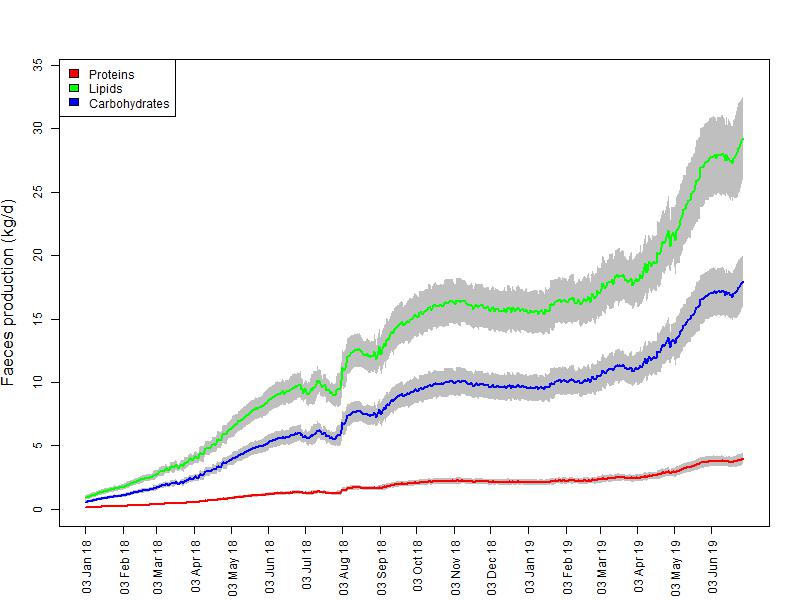 Proteins
Lipids
Carbohydrates
Faeces production (kg/d)
35
30
25
20
15
10
5
0
03 Jan 18
03 Feb 18
03 Mar 18
03 Apr 18
03 May 18
03 Jun 18
03 Jul 18
03 Aug 18
03 Sep 18
03 Oct 18
03 Nov 18
03 Dec 18
03 Jan 19
03 Feb 19
03 Mar 19
03 Apr 19
03 May 19
03 Jun 19